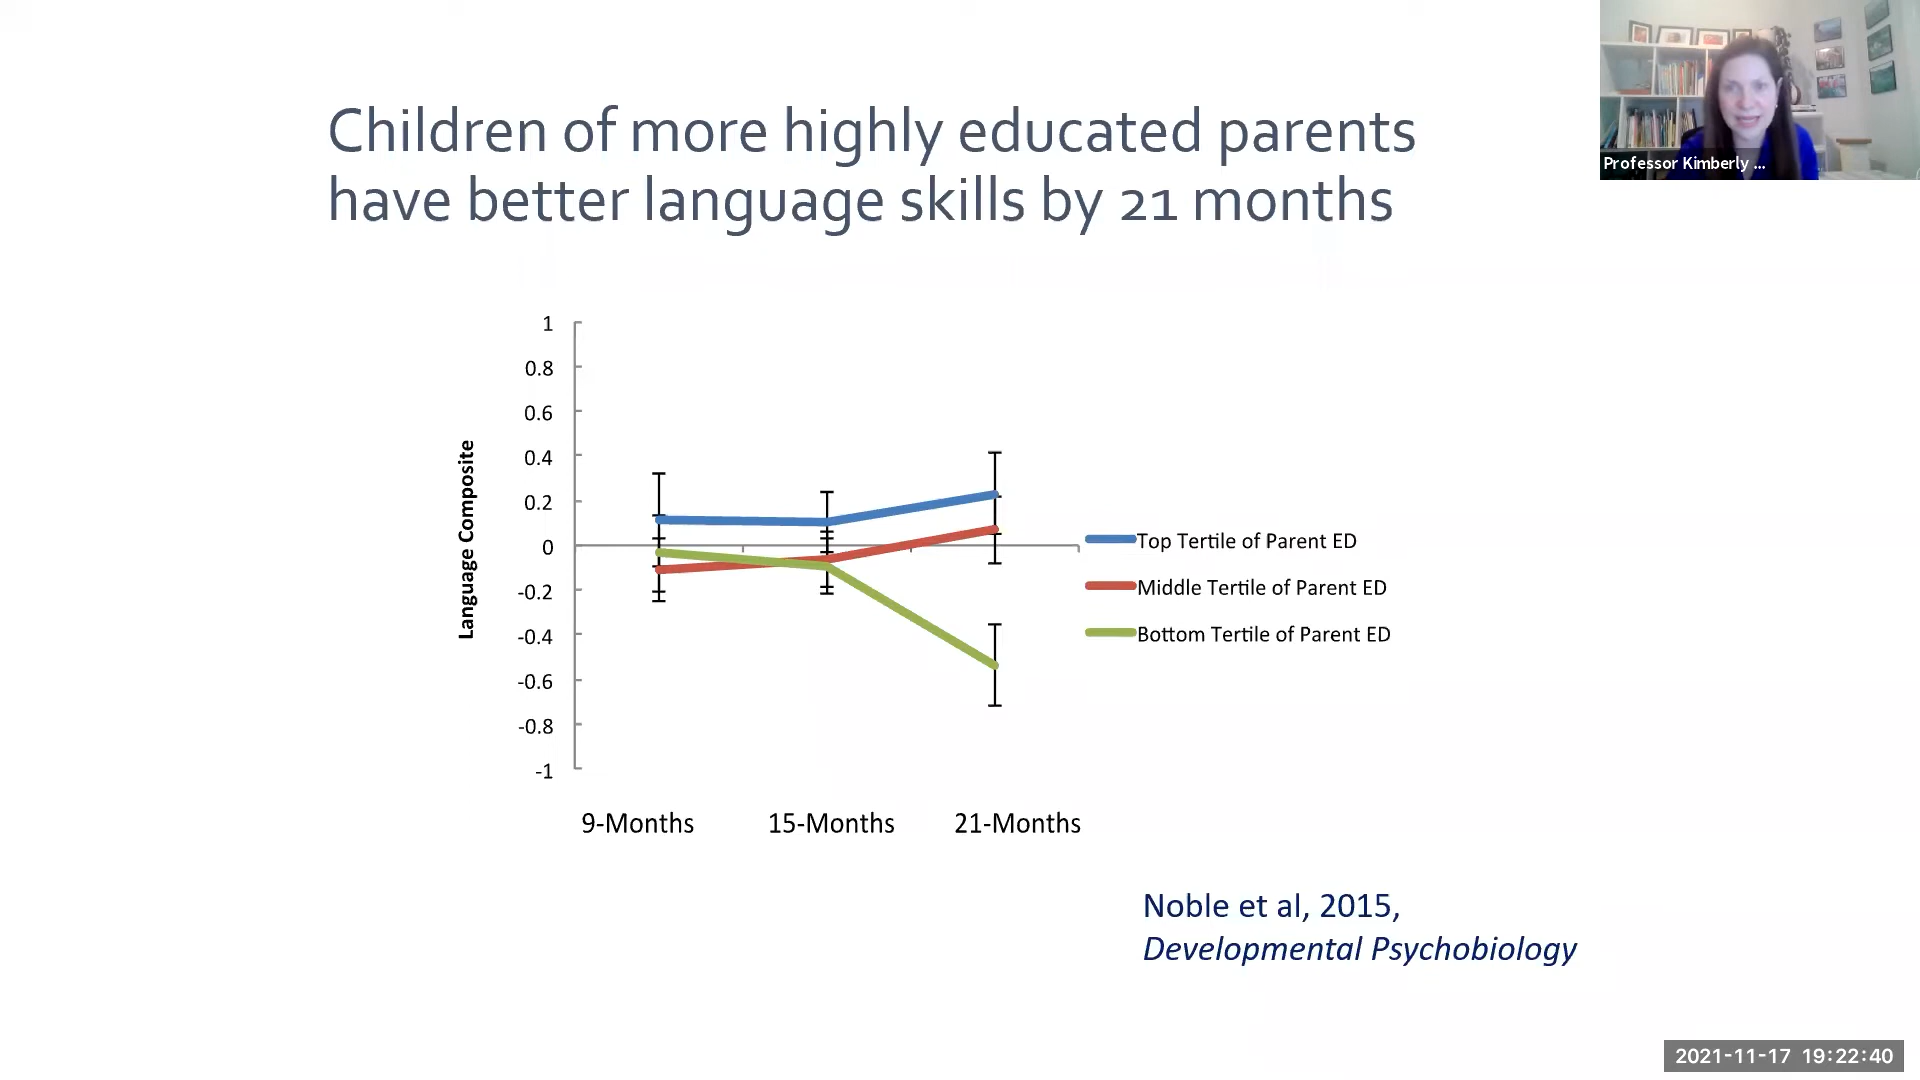 Children of more highly educated parents
have better language skills by 21 months
Professor Kimberly ...
1
0.8
0.6
0.4
0.2
0
-0.2
-0.4
-0.6
-0.8
-1
Language Composite
9-Months 15-Months 21-Months
Top Tertile of Parent ED
Middle Tertile of Parent ED
Bottom Tertile of Parent ED
Noble et al, 2015,
Developmental Psychobiology
2021-11-17 19:22:40